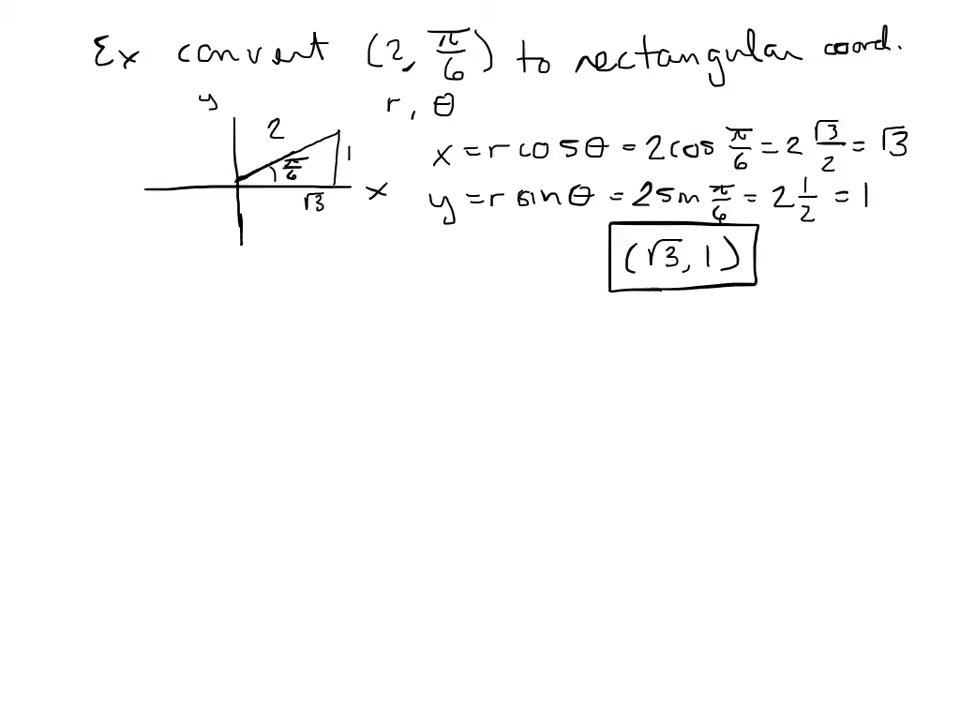 Ex convert (2, π/6) to rectangular coord.
r, θ
y
2
π/6
1
√3
x
x = r cos θ = 2 cos π/6 = 2 √3/2 = √3
y = r sin θ = 2 sin π/6 = 2 1/2 = 1
(√3, 1)